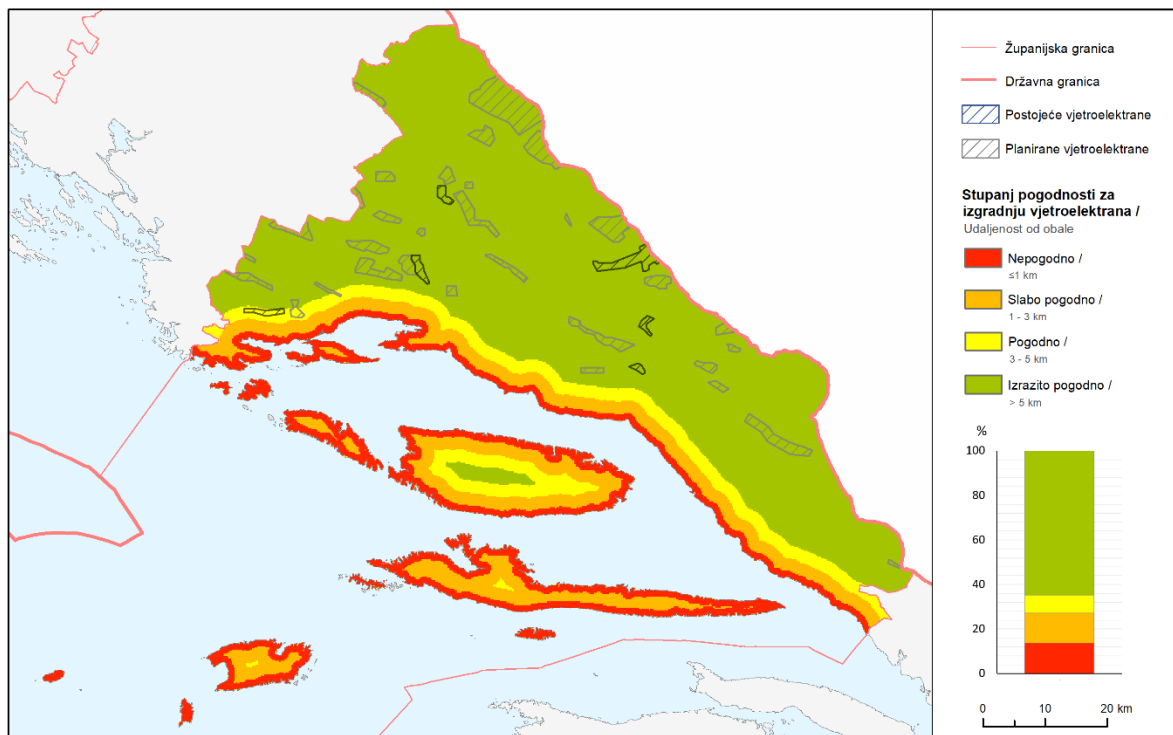 Županijska granica
Državna granica
Postojeće vjetroelektrane
Planirane vjetroelektrane
Stupanj pogodnosti za
izgradnju vjetroelektrana /
Udaljenost od obale
Nepogodno /
≤1 km
Slabo pogodno /
1 - 3 km
Pogodno /
3 - 5 km
Izrazito pogodno /
> 5 km
%
100
80
60
40
20
0
0 10 20 km